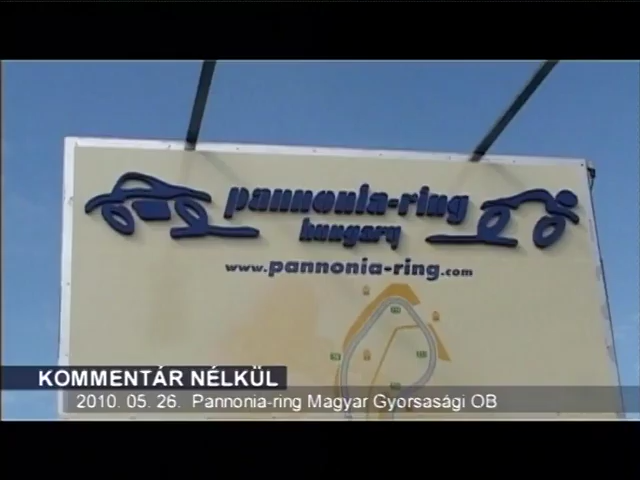 pannonia-ring
hungary
www.pannonia-ring.com
KOMMENTÁR NÉLKÜL
2010. 05. 26. Pannonia-ring Magyar Gyorsasági OB